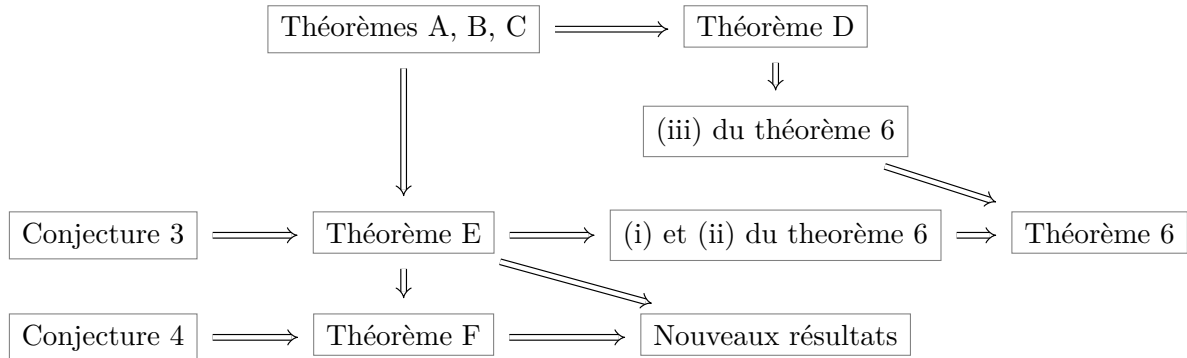 Théorèmes A, B, C
Théorème D
(iii) du théorème 6
Conjecture 3
Théorème E
(i) et (ii) du theorème 6
Théorème 6
Conjecture 4
Théorème F
Nouveaux résultats